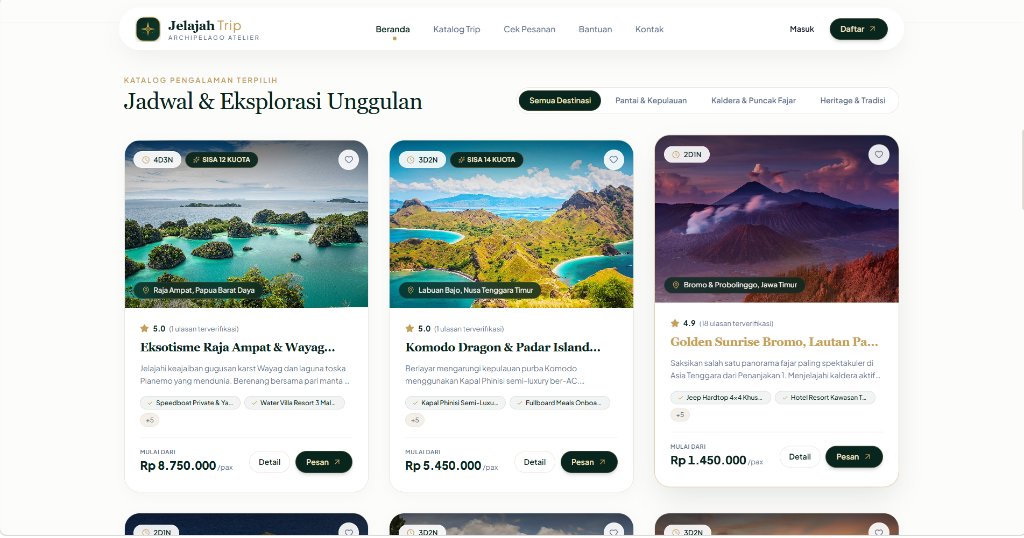 Jelajah Trip
ARCHIPELAGO ATELIER
Beranda
Katalog Trip
Cek Pesanan
Bantuan
Kontak
Masuk
Daftar
KATALOG PENGALAMAN TERPILIH
Jadwal & Eksplorasi Unggulan
Semua Destinasi
Pantai & Kepulauan
Kaldera & Puncak Fajar
Heritage & Tradisi
4D3N
SISA 12 KUOTA
Raja Ampat, Papua Barat Daya
5.0 (1 ulasan terverifikasi)
Eksotisme Raja Ampat & Wayag...
Jelajahi keajaiban gugusan karst Wayag dan laguna toska
Pianemo yang mendunia. Berenang bersama pari manta ...
Speedboat Private & Ya...
Water Villa Resort 3 Mal...
+5
MULAI DARI
Rp 8.750.000 /pax
Detail
Pesan
3D2N
SISA 14 KUOTA
Labuan Bajo, Nusa Tenggara Timur
5.0 (1 ulasan terverifikasi)
Komodo Dragon & Padar Island...
Berlayar mengarungi kepulauan purba Komodo
menggunakan Kapal Phinisi semi-luxury ber-AC....
Kapal Phinisi Semi-Luxu...
Fullboard Meals Onboa...
+5
MULAI DARI
Rp 5.450.000 /pax
Detail
Pesan
2D1N
Bromo & Probolinggo, Jawa Timur
4.9 (18 ulasan terverifikasi)
Golden Sunrise Bromo, Lautan Pa...
Saksikan salah satu panorama fajar paling spektakuler di
Asia Tenggara dari Penanjakan 1. Menjelajahi kaldera aktif...
Jeep Hardtop 4×4 Khus...
Hotel Resort Kawasan T...
+5
MULAI DARI
Rp 1.450.000 /pax
Detail
Pesan
2D1N
3D2N
3D2N